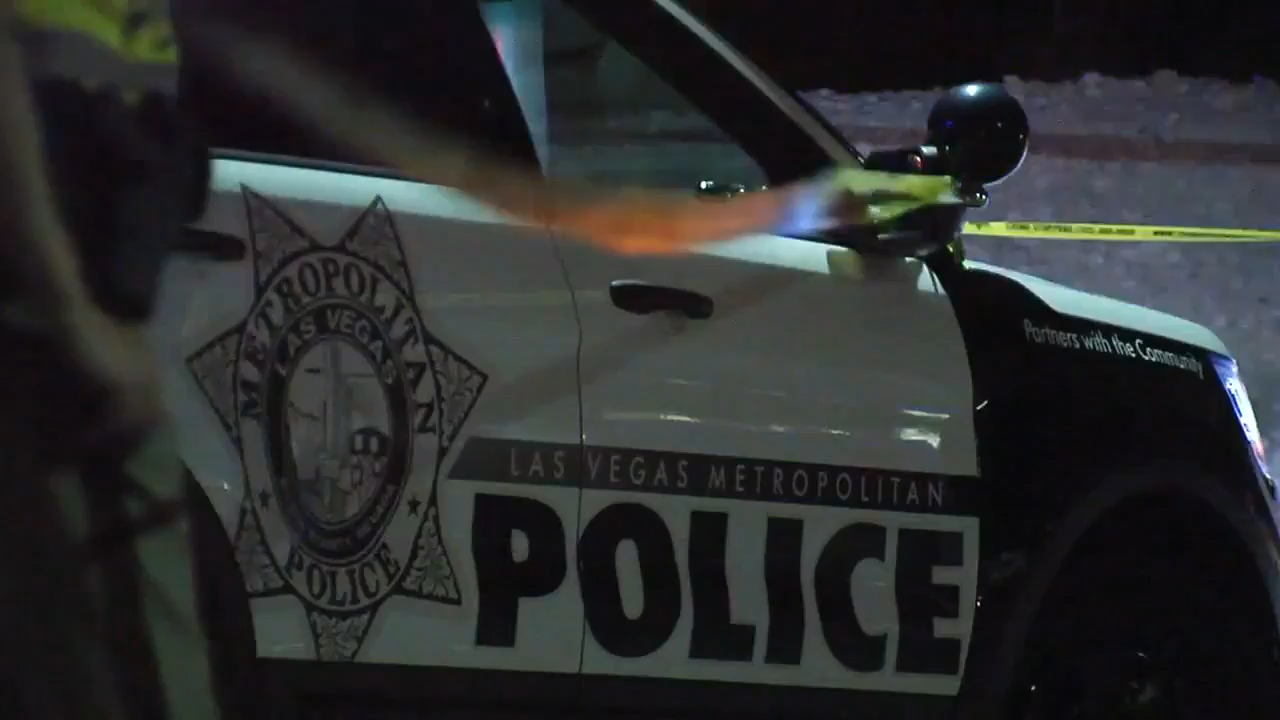 METROPOLITAN
LAS VEGAS
POLICE
LAS VEGAS METROPOLITAN
POLICE
Partners with the Community